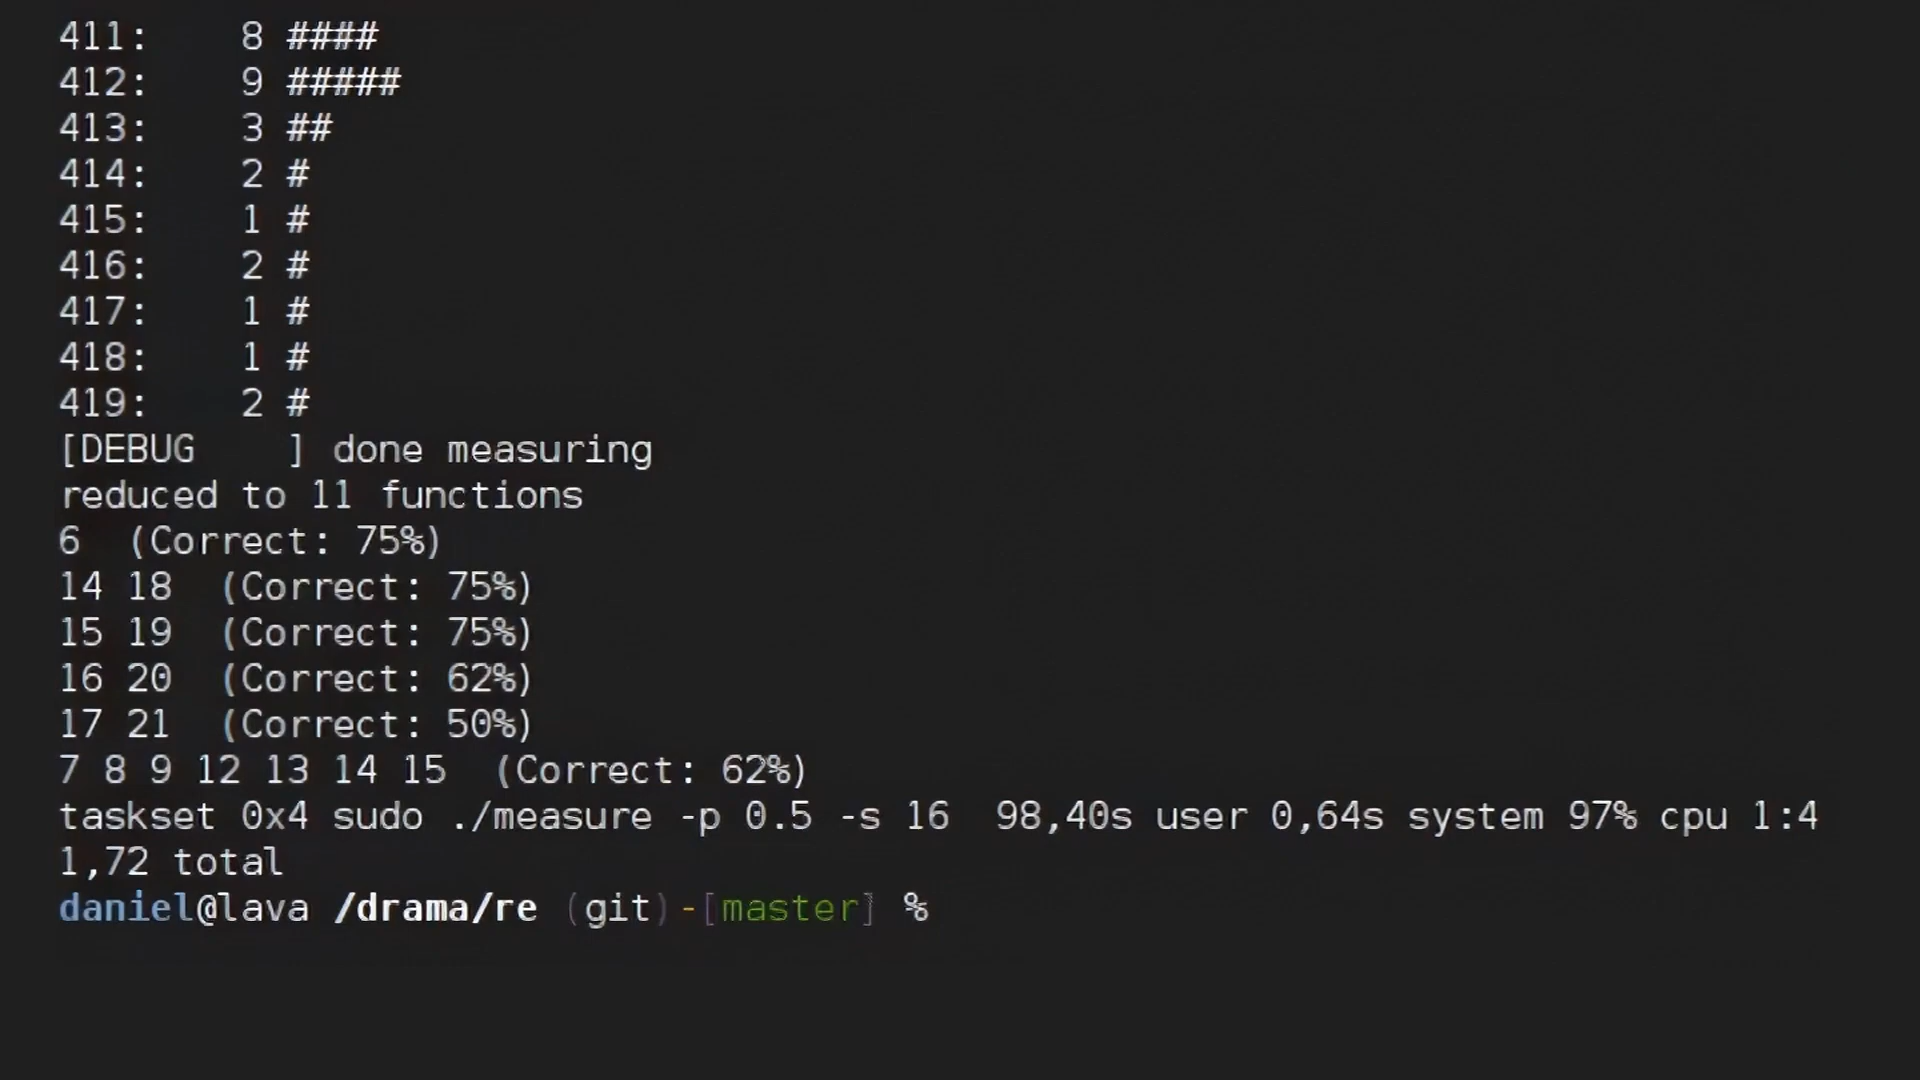 411:    8 ####
412:    9 #####
413:    3 ##
414:    2 #
415:    1 #
416:    2 #
417:    1 #
418:    1 #
419:    2 #
[DEBUG    ] done measuring
reduced to 11 functions
6  (Correct: 75%)
14 18  (Correct: 75%)
15 19  (Correct: 75%)
16 20  (Correct: 62%)
17 21  (Correct: 50%)
7 8 9 12 13 14 15  (Correct: 62%)
taskset 0x4 sudo ./measure -p 0.5 -s 16  98,40s user 0,64s system 97% cpu 1:4
1,72 total
daniel@lava /drama/re (git)-[master] %